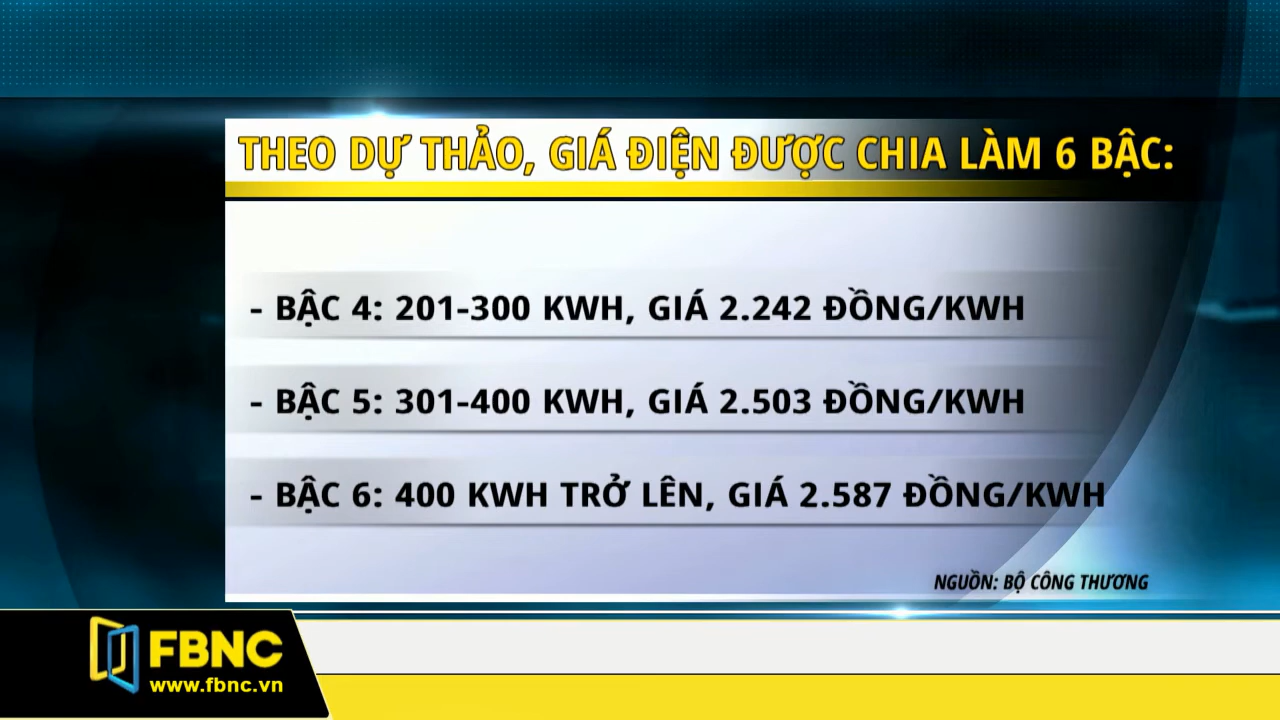 THEO DỰ THẢO, GIÁ ĐIỆN ĐƯỢC CHIA LÀM 6 BẬC:
- BẬC 4: 201-300 KWH, GIÁ 2.242 ĐỒNG/KWH
- BẬC 5: 301-400 KWH, GIÁ 2.503 ĐỒNG/KWH
- BẬC 6: 400 KWH TRỞ LÊN, GIÁ 2.587 ĐỒNG/KWH
NGUỒN: BỘ CÔNG THƯƠNG
FBNC
www.fbnc.vn